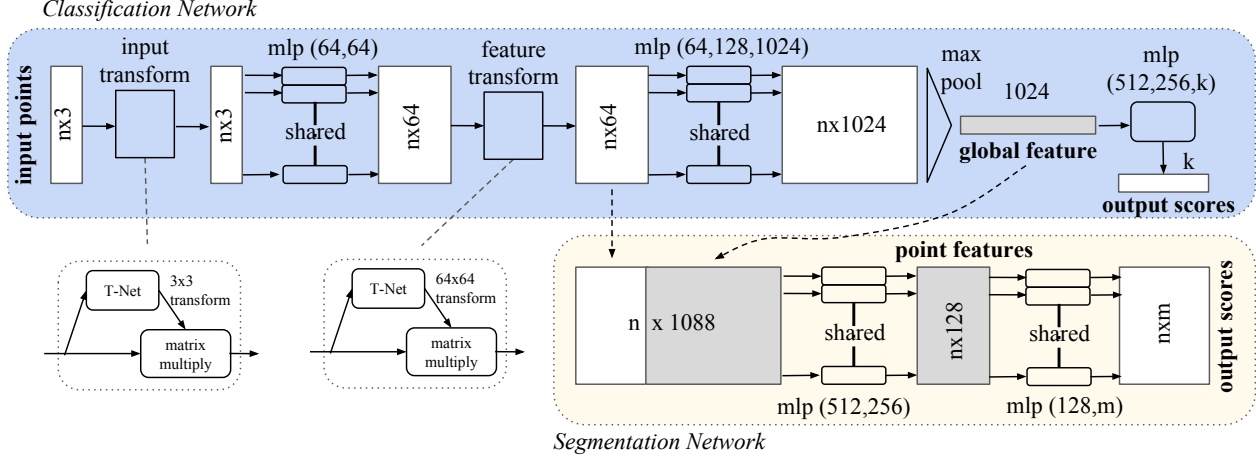 Classification Network
input points
nx3
input
transform
nx3
mlp (64,64)
shared
nx64
feature
transform
nx64
mlp (64,128,1024)
shared
nx1024
max
pool
1024
global feature
mlp
(512,256,k)
k
output scores
T-Net
3x3
transform
matrix
multiply
T-Net
64x64
transform
matrix
multiply
point features
n x 1088
shared
mlp (512,256)
nx128
shared
mlp (128,m)
nxm
output scores
Segmentation Network